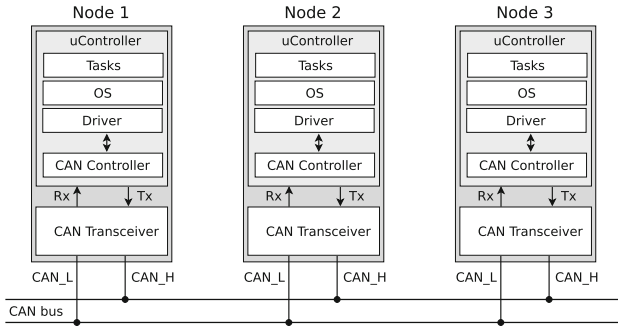 Node 1 Node 2 Node 3
uController uController uController
Tasks Tasks Tasks
OS OS OS
Driver Driver Driver
CAN Controller CAN Controller CAN Controller
Rx Tx Rx Tx Rx Tx
CAN Transceiver CAN Transceiver CAN Transceiver
CAN_L CAN_H CAN_L CAN_H CAN_L CAN_H
CAN bus